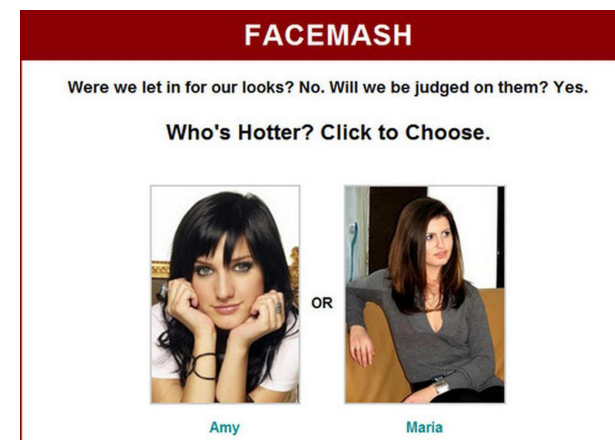 FACEMASH
Were we let in for our looks? No. Will we be judged on them? Yes.
Who's Hotter? Click to Choose.
OR
Amy
Maria